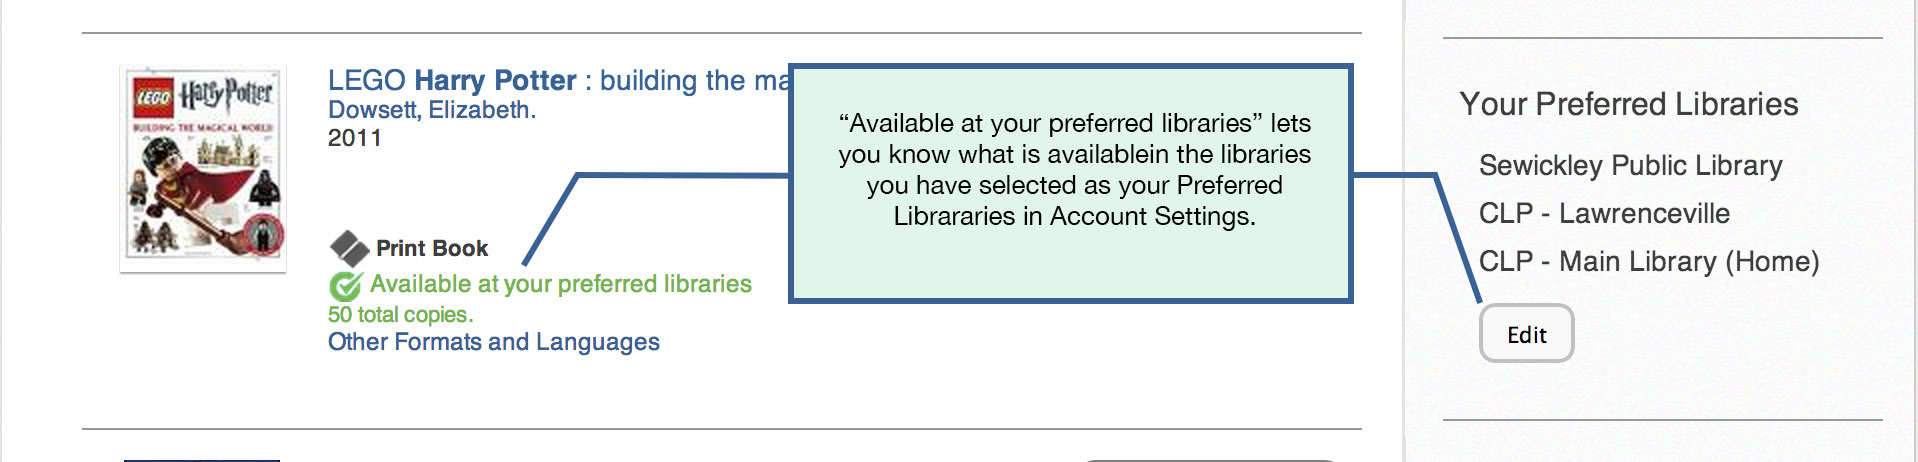 LEGO
Harry Potter
BUILDING THE MAGICAL WORLD
LEGO Harry Potter : building the ma
Dowsett, Elizabeth.
2011
Print Book
Available at your preferred libraries
50 total copies.
Other Formats and Languages
“Available at your preferred libraries” lets
you know what is availablein the libraries
you have selected as your Preferred
Librararies in Account Settings.
Your Preferred Libraries
Sewickley Public Library
CLP - Lawrenceville
CLP - Main Library (Home)
Edit